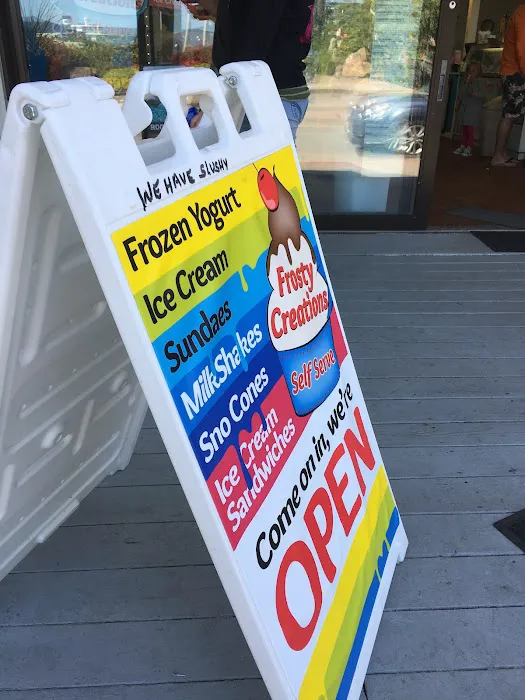 WE HAVE SLUSHY
Frozen Yogurt
Ice Cream
Sundaes
MilkShakes
Sno Cones
Ice Cream
Sandwiches
Frosty
Creations
Self Serve
Come on in, we're
OPEN